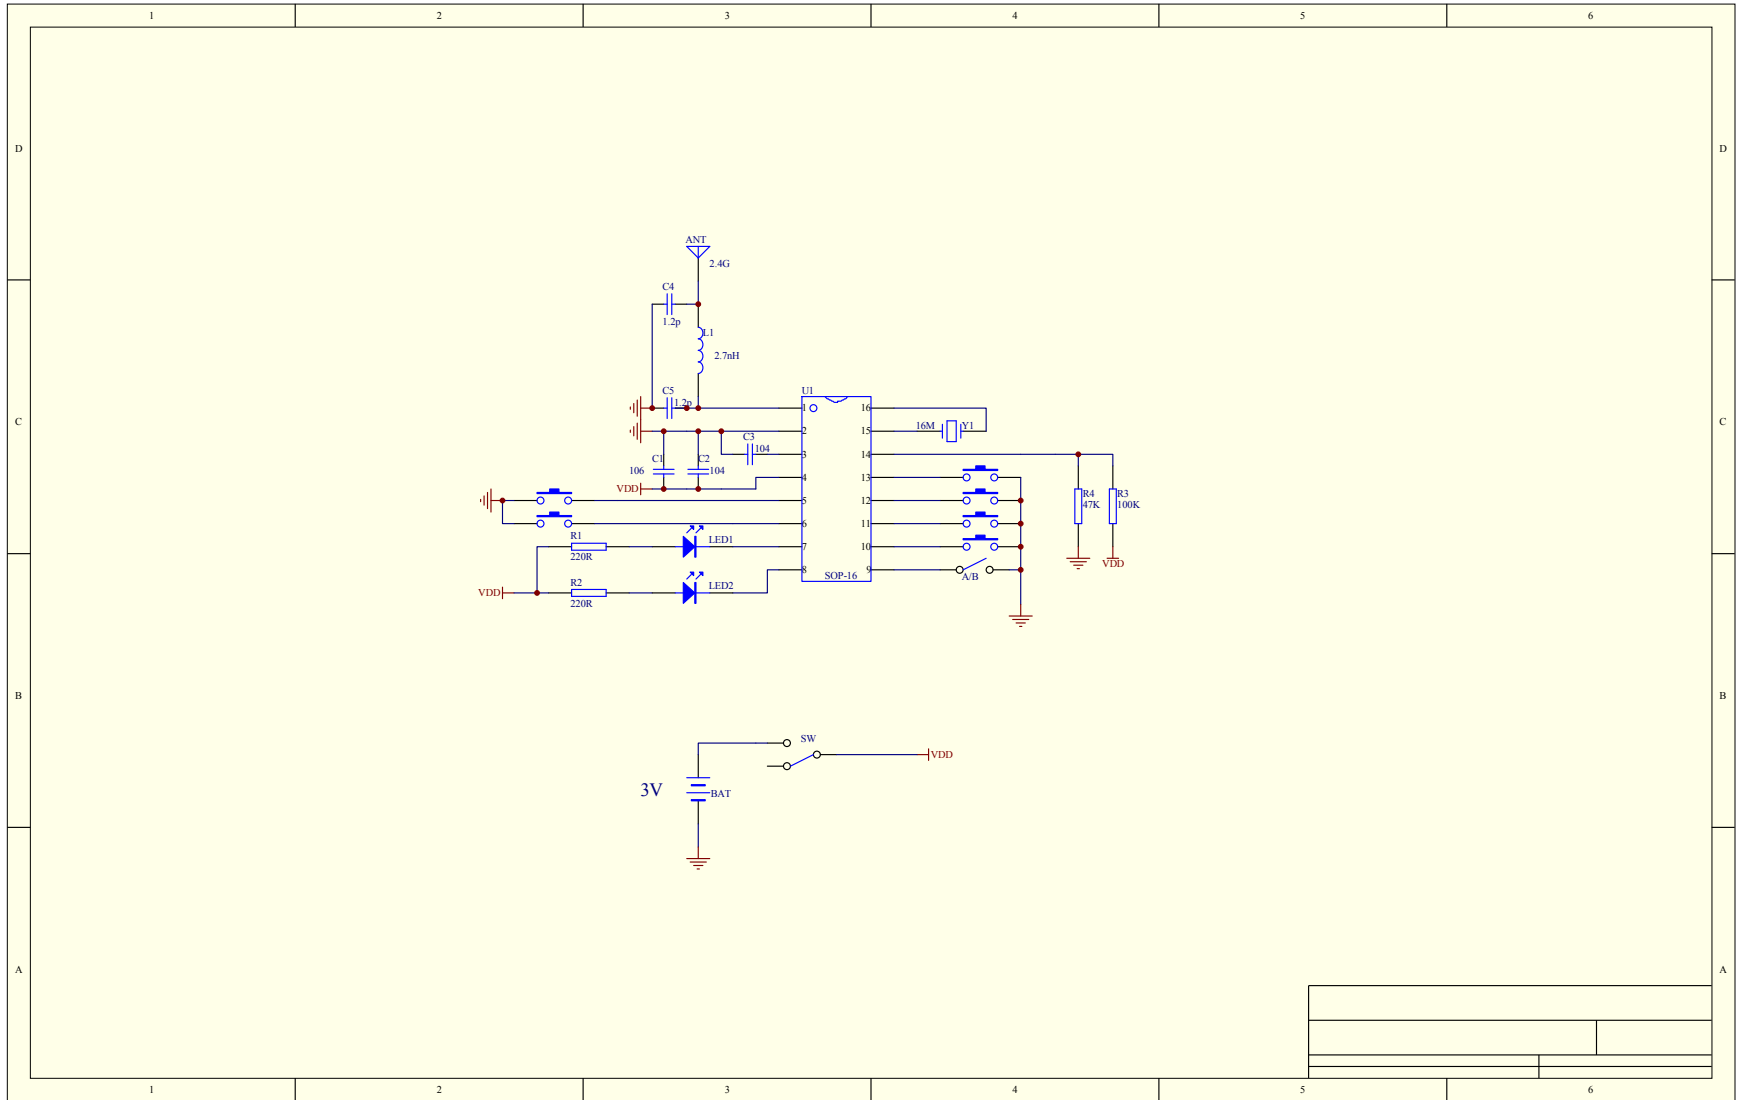 1 2 3 4 5 6
D D
ANT
2.4G
C4
1.2p
L1
2.7nH
C5
1.2p
U1
1 16
C C
2 15 16M Y1
C3
104
3 14
C1 C2
106 104
4 13
VDD
R4 R3
47K 100K
5 12
6 11
R1
LED1
7 10
220R
VDD
8 9
SOP-16
A/B
R2
LED2
VDD
220R
B B
SW
VDD
3V
BAT
A A
1 2 3 4 5 6